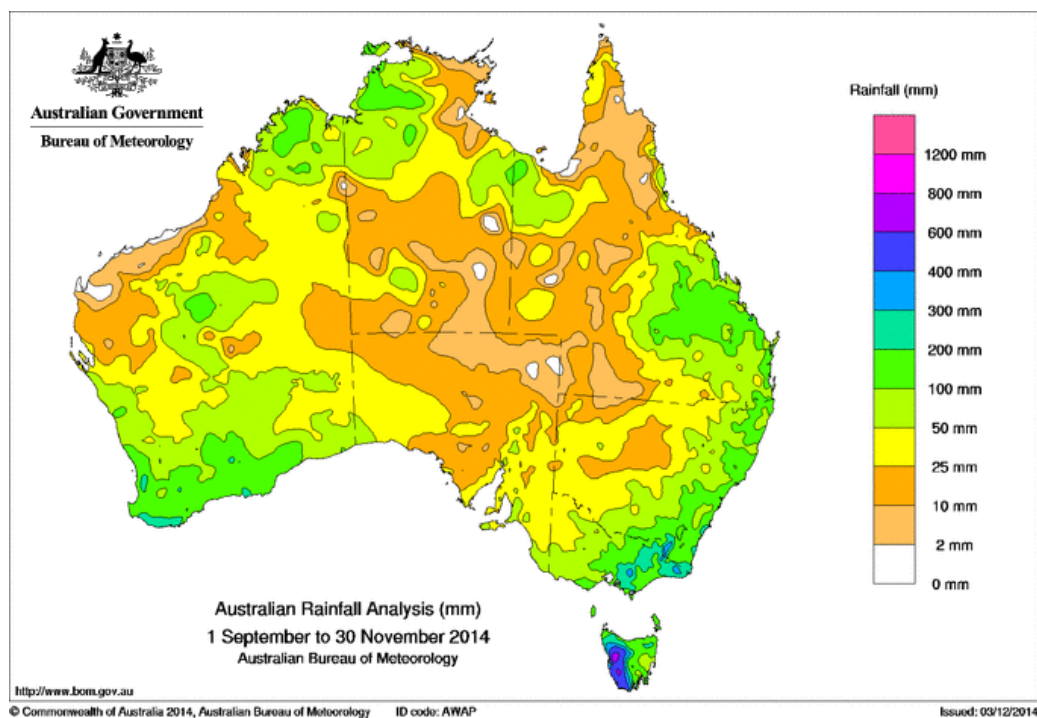 Australian Government
Bureau of Meteorology
Rainfall (mm)
1200 mm
800 mm
600 mm
400 mm
300 mm
200 mm
100 mm
50 mm
25 mm
10 mm
2 mm
0 mm
Australian Rainfall Analysis (mm)
1 September to 30 November 2014
Australian Bureau of Meteorology
http://www.bom.gov.au
© Commonwealth of Australia 2014, Australian Bureau of Meteorology ID code: AWAP Issued: 03/12/2014